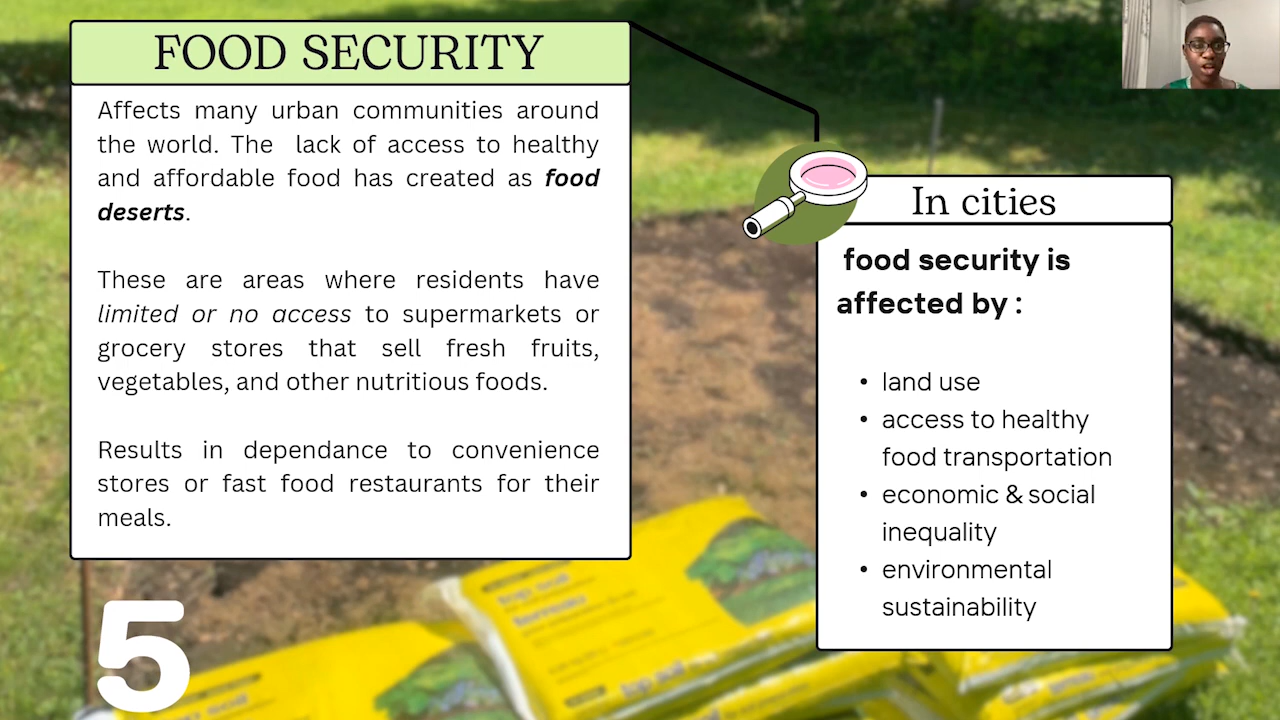 FOOD SECURITY
Affects many urban communities around
the world. The lack of access to healthy
and affordable food has created as food
deserts.
These are areas where residents have
limited or no access to supermarkets or
grocery stores that sell fresh fruits,
vegetables, and other nutritious foods.
Results in dependance to convenience
stores or fast food restaurants for their
meals.
In cities
food security is
affected by :
• land use
• access to healthy
food transportation
• economic & social
inequality
• environmental
sustainability
5
top soil
top soil